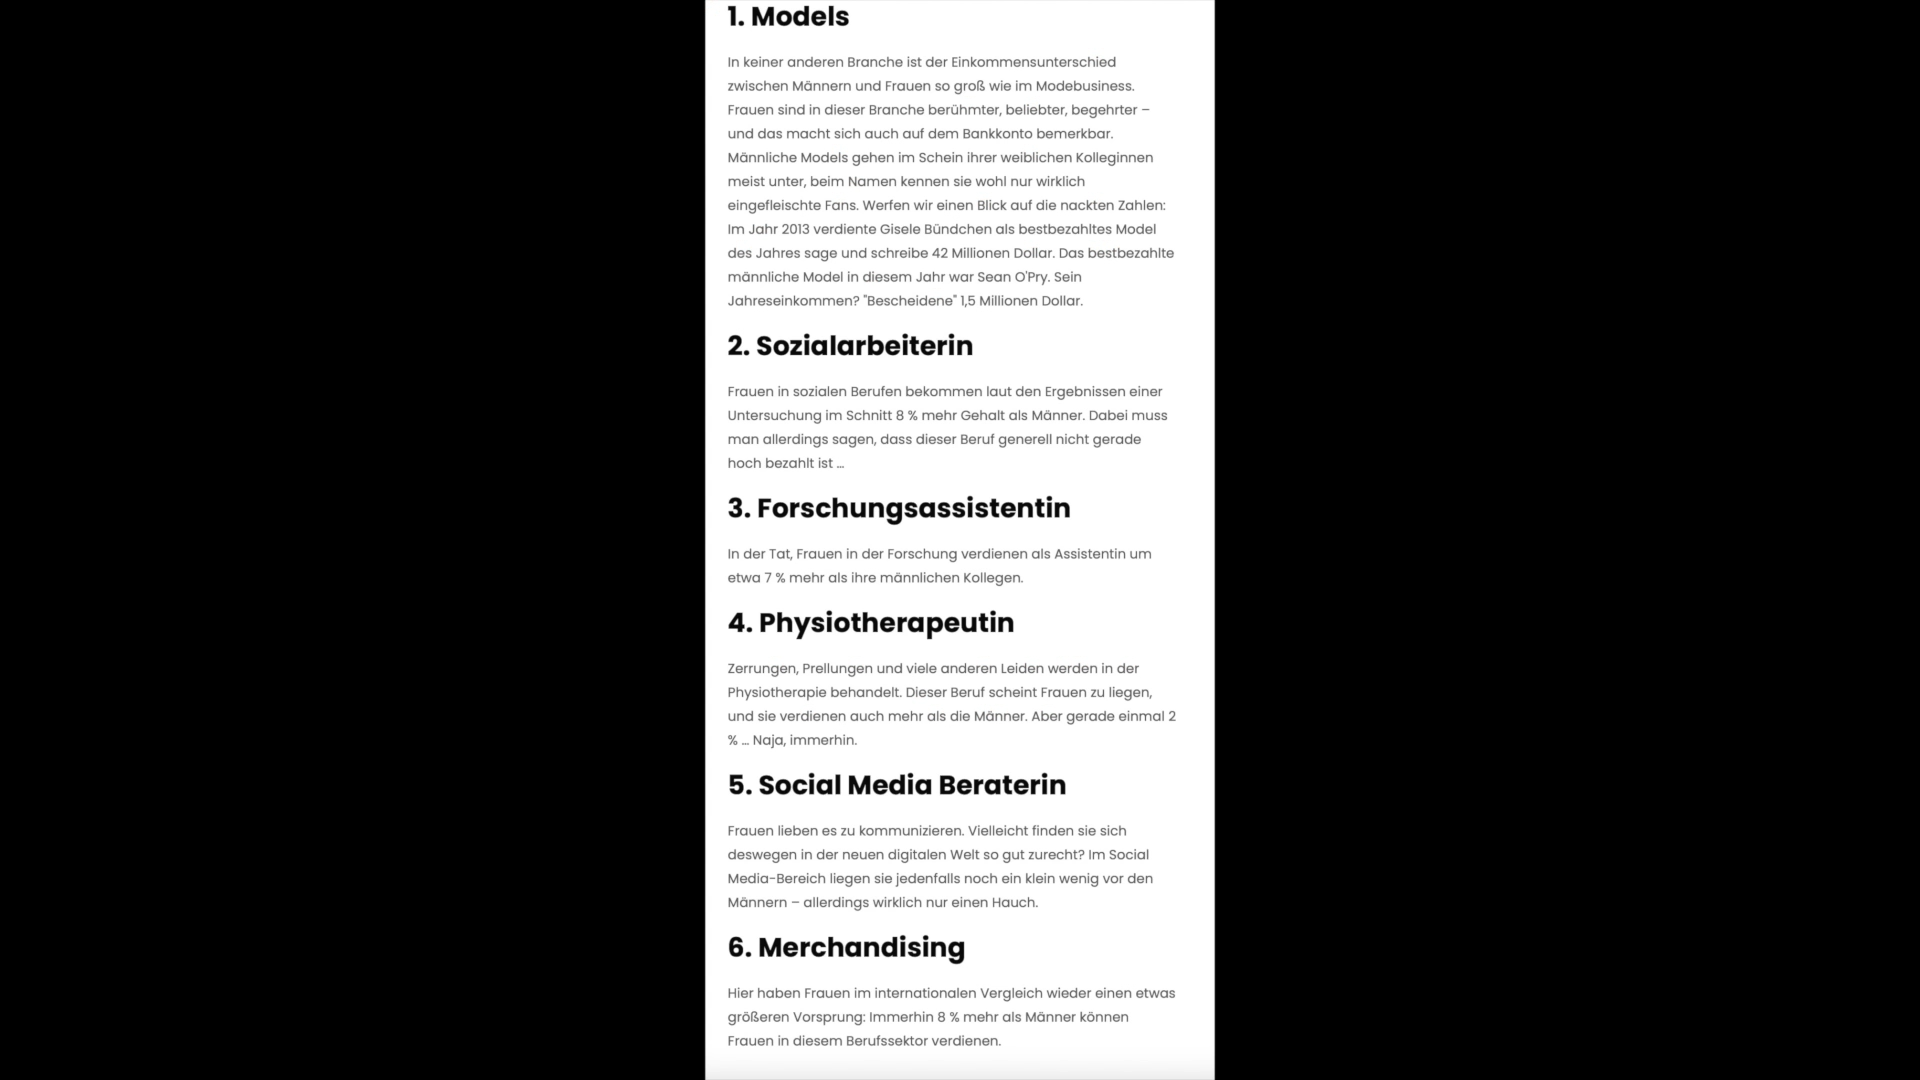 1. Models
In keiner anderen Branche ist der Einkommensunterschied
zwischen Männern und Frauen so groß wie im Modebusiness.
Frauen sind in dieser Branche berühmter, beliebter, begehrter –
und das macht sich auch auf dem Bankkonto bemerkbar.
Männliche Models gehen im Schein ihrer weiblichen Kolleginnen
meist unter, beim Namen kennen sie wohl nur wirklich
eingefleischte Fans. Werfen wir einen Blick auf die nackten Zahlen:
Im Jahr 2013 verdiente Gisele Bündchen als bestbezahltes Model
des Jahres sage und schreibe 42 Millionen Dollar. Das bestbezahlte
männliche Model in diesem Jahr war Sean O'Pry. Sein
Jahreseinkommen? "Bescheidene" 1,5 Millionen Dollar.
2. Sozialarbeiterin
Frauen in sozialen Berufen bekommen laut den Ergebnissen einer
Untersuchung im Schnitt 8 % mehr Gehalt als Männer. Dabei muss
man allerdings sagen, dass dieser Beruf generell nicht gerade
hoch bezahlt ist ...
3. Forschungsassistentin
In der Tat, Frauen in der Forschung verdienen als Assistentin um
etwa 7 % mehr als ihre männlichen Kollegen.
4. Physiotherapeutin
Zerrungen, Prellungen und viele anderen Leiden werden in der
Physiotherapie behandelt. Dieser Beruf scheint Frauen zu liegen,
und sie verdienen auch mehr als die Männer. Aber gerade einmal 2
% ... Naja, immerhin.
5. Social Media Beraterin
Frauen lieben es zu kommunizieren. Vielleicht finden sie sich
deswegen in der neuen digitalen Welt so gut zurecht? Im Social
Media-Bereich liegen sie jedenfalls noch ein klein wenig vor den
Männern – allerdings wirklich nur einen Hauch.
6. Merchandising
Hier haben Frauen im internationalen Vergleich wieder einen etwas
größeren Vorsprung: Immerhin 8 % mehr als Männer können
Frauen in diesem Berufssektor verdienen.